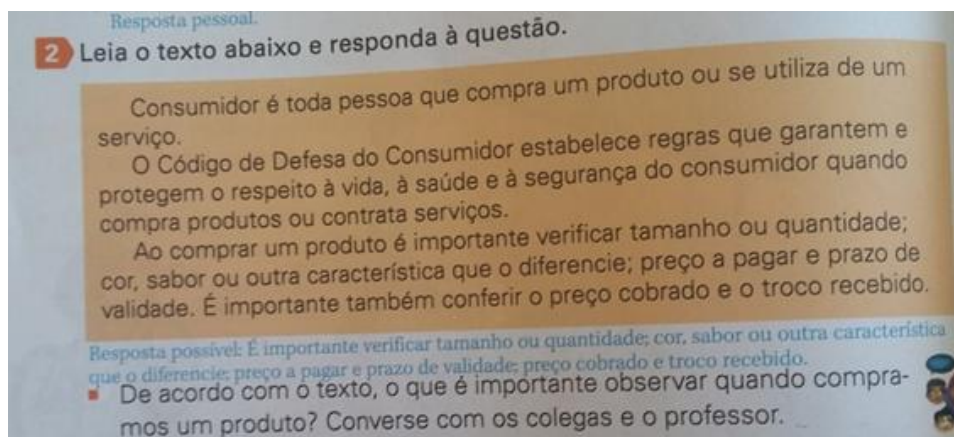 Resposta pessoal.
2 Leia o texto abaixo e responda à questão.
Consumidor é toda pessoa que compra um produto ou se utiliza de um
serviço.
O Código de Defesa do Consumidor estabelece regras que garantem e
protegem o respeito à vida, à saúde e à segurança do consumidor quando
compra produtos ou contrata serviços.
Ao comprar um produto é importante verificar tamanho ou quantidade;
cor, sabor ou outra característica que o diferencie; preço a pagar e prazo de
validade. É importante também conferir o preço cobrado e o troco recebido.
Resposta possível: É importante verificar tamanho ou quantidade; cor, sabor ou outra característica
que o diferencie; preço a pagar e prazo de validade; preço cobrado e troco recebido.
De acordo com o texto, o que é importante observar quando compra-
mos um produto? Converse com os colegas e o professor.